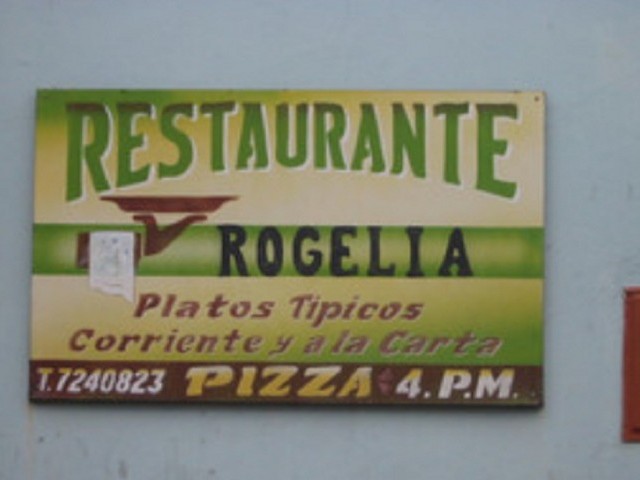 RESTAURANTE
ROGELIA
Platos Tipicos
Corriente y a la Carta
T. 7240823 PIZZA 4. P.M.